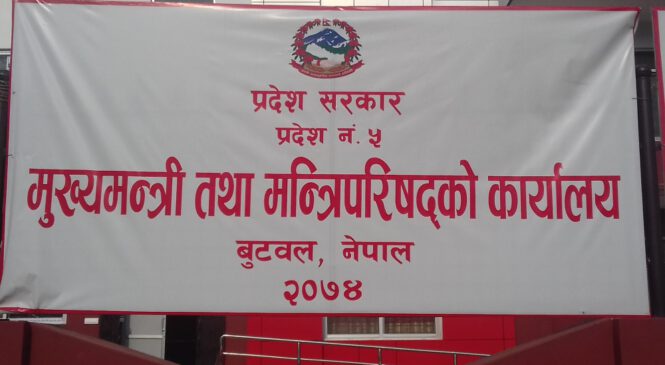 प्रदेश सरकार
प्रदेश नं. ५
मुख्यमन्त्री तथा मन्त्रिपरिषद्को कार्यालय
बुटवल, नेपाल
२०७४